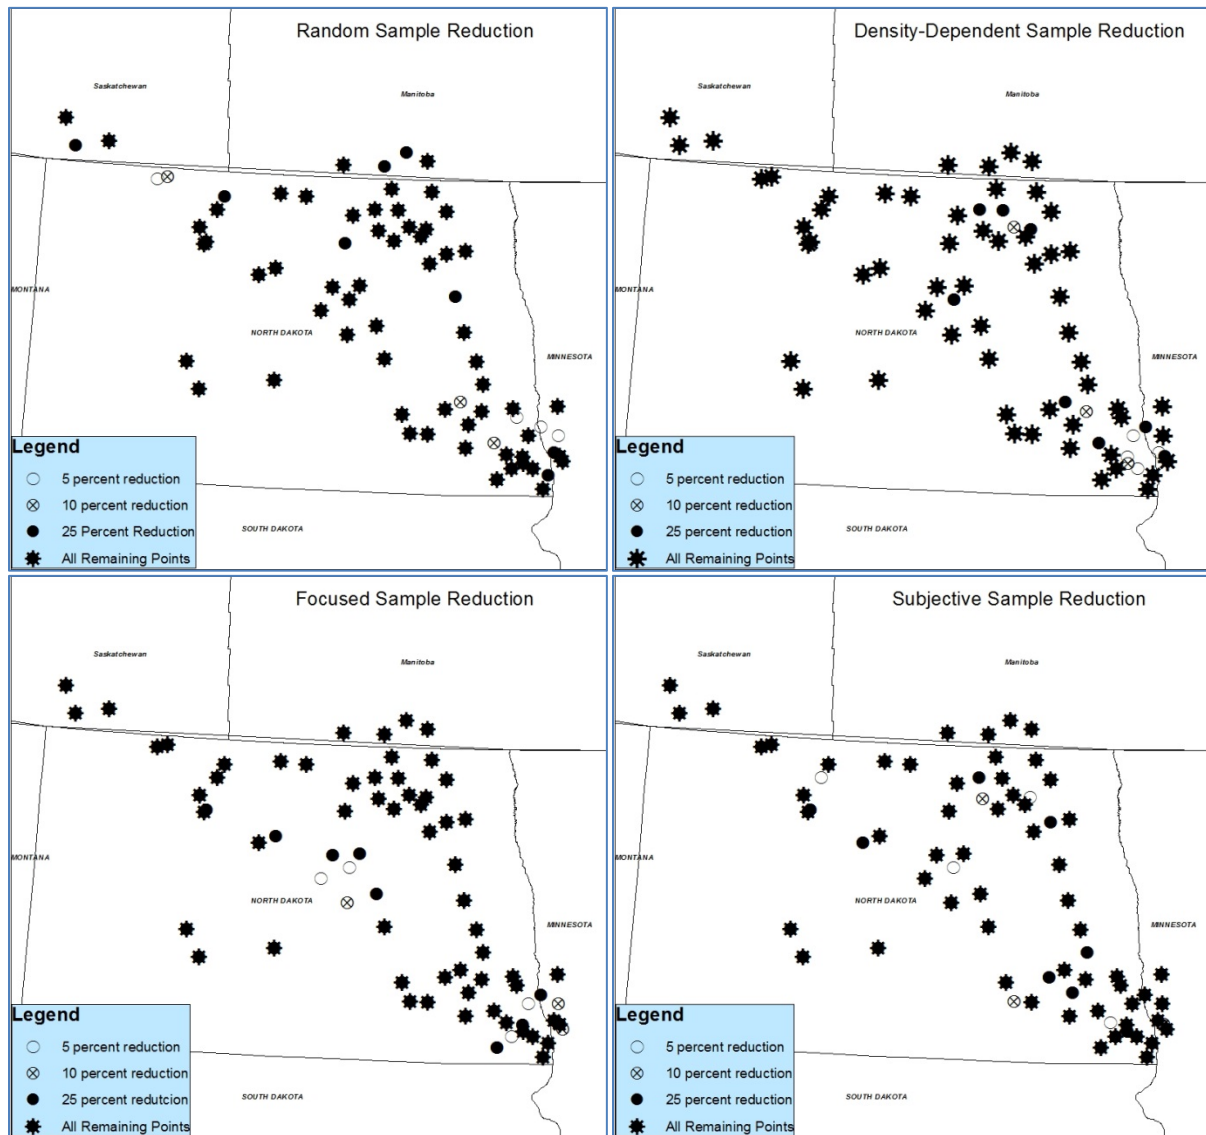 Random Sample Reduction
Saskatchewan
Manitoba
MONTANA
NORTH DAKOTA
MINNESOTA
Legend
5 percent reduction
10 percent reduction
25 Percent Reduction
All Remaining Points
SOUTH DAKOTA
Density-Dependent Sample Reduction
Saskatchewan
Manitoba
MONTANA
NORTH DAKOTA
MINNESOTA
Legend
5 percent reduction
10 percent reduction
25 percent reduction
All Remaining Points
SOUTH DAKOTA
Focused Sample Reduction
Saskatchewan
Manitoba
MONTANA
NORTH DAKOTA
MINNESOTA
Legend
5 percent reduction
10 percent reduction
25 percent redutcion
All Remaining Points
SOUTH DAKOTA
Subjective Sample Reduction
Saskatchewan
Manitoba
MONTANA
NORTH DAKOTA
MINNESOTA
Legend
5 percent reduction
10 percent reduction
25 percent reduction
All Remaining Points
SOUTH DAKOTA